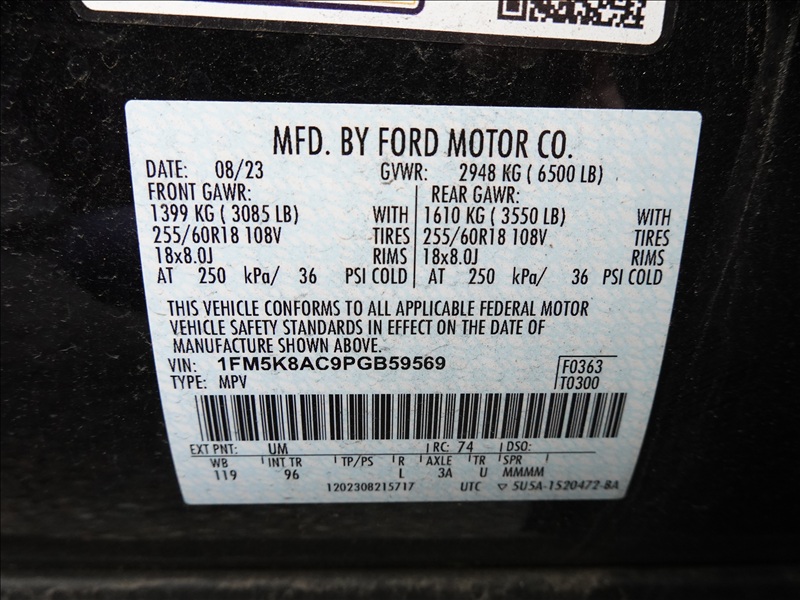 MFD. BY FORD MOTOR CO.
DATE: 08/23 GVWR: 2948 KG ( 6500 LB)
FRONT GAWR: REAR GAWR:
1399 KG ( 3085 LB) WITH 1610 KG ( 3550 LB) WITH
255/60R18 108V TIRES 255/60R18 108V TIRES
18x8.0J RIMS 18x8.0J RIMS
AT 250 kPa/ 36 PSI COLD AT 250 kPa/ 36 PSI COLD
THIS VEHICLE CONFORMS TO ALL APPLICABLE FEDERAL MOTOR
VEHICLE SAFETY STANDARDS IN EFFECT ON THE DATE OF
MANUFACTURE SHOWN ABOVE.
VIN: 1FM5K8AC9PGB59569 F0363
TYPE: MPV T0300
EXT PNT: UM RC: 74 DSO:
WB INT TR TP/PS R AXLE TR SPR
119 96 L 3A U MMMM
1202308215717 UTC ▽ 5U5A-1520472-BA